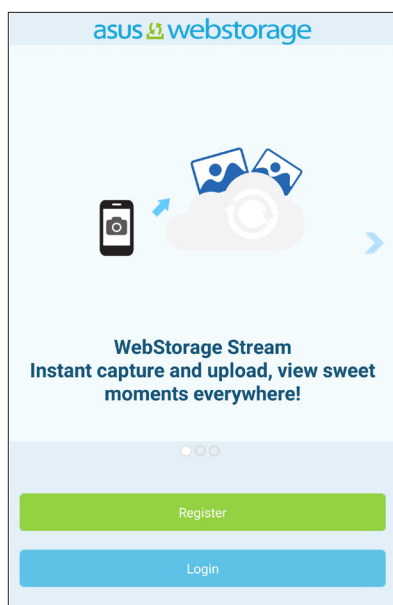 asus webstorage
WebStorage Stream
Instant capture and upload, view sweet
moments everywhere!
Register
Login